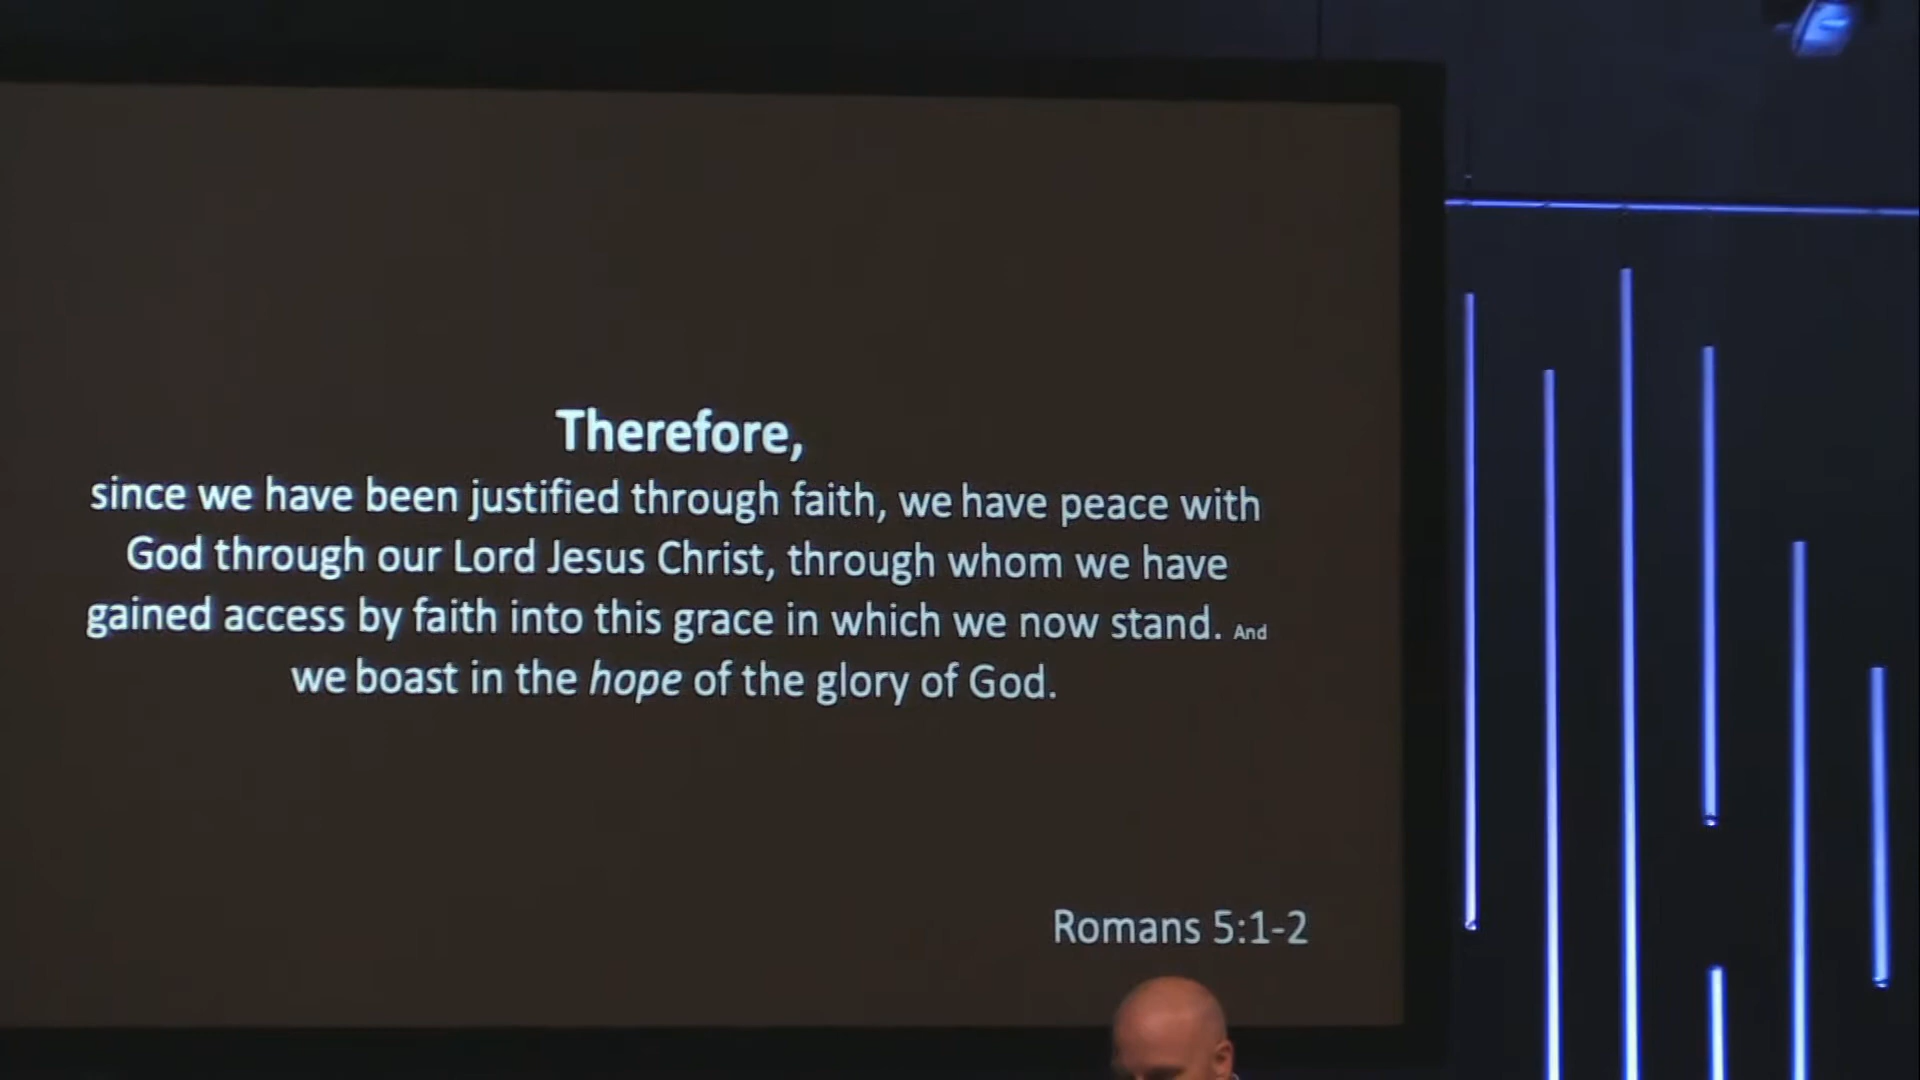 Therefore,
since we have been justified through faith, we have peace with
God through our Lord Jesus Christ, through whom we have
gained access by faith into this grace in which we now stand. And
we boast in the hope of the glory of God.
Romans 5:1-2